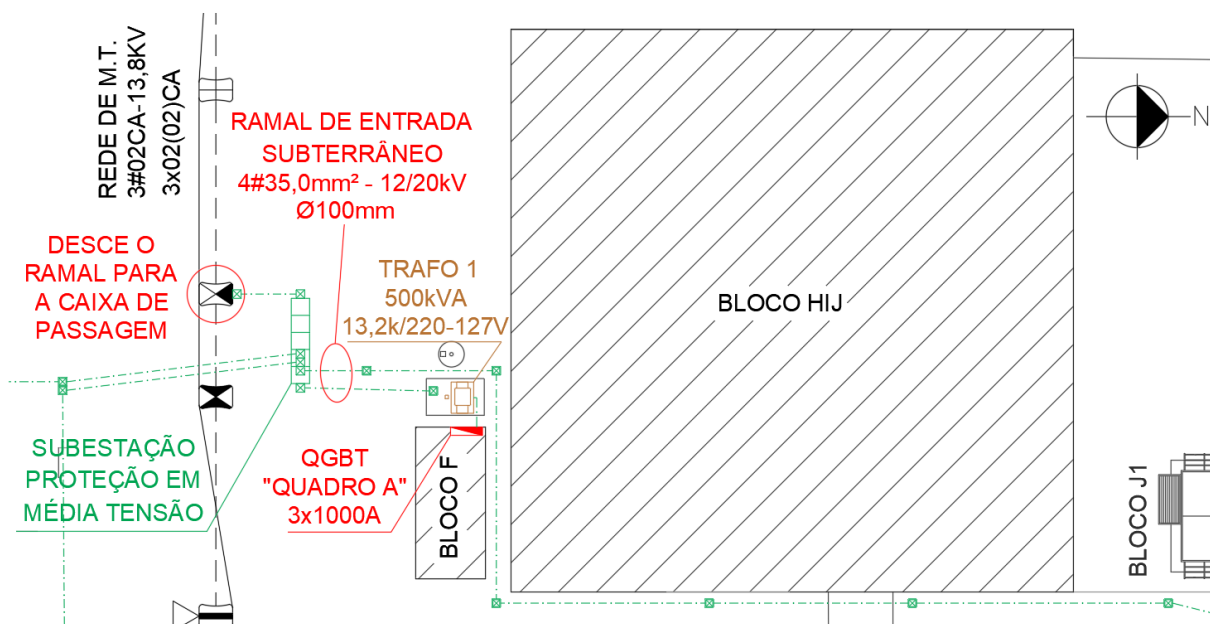 REDE DE M.T.
3#02CA-13,8KV
3x02(02)CA
RAMAL DE ENTRADA
SUBTERRÂNEO
4#35,0mm² - 12/20kV
Ø100mm
N
DESCE O
RAMAL PARA
A CAIXA DE
PASSAGEM
TRAFO 1
500kVA
13,2k/220-127V
BLOCO HIJ
SUBESTAÇÃO
PROTEÇÃO EM
MÉDIA TENSÃO
QGBT
"QUADRO A"
3x1000A
BLOCO F
BLOCO J1